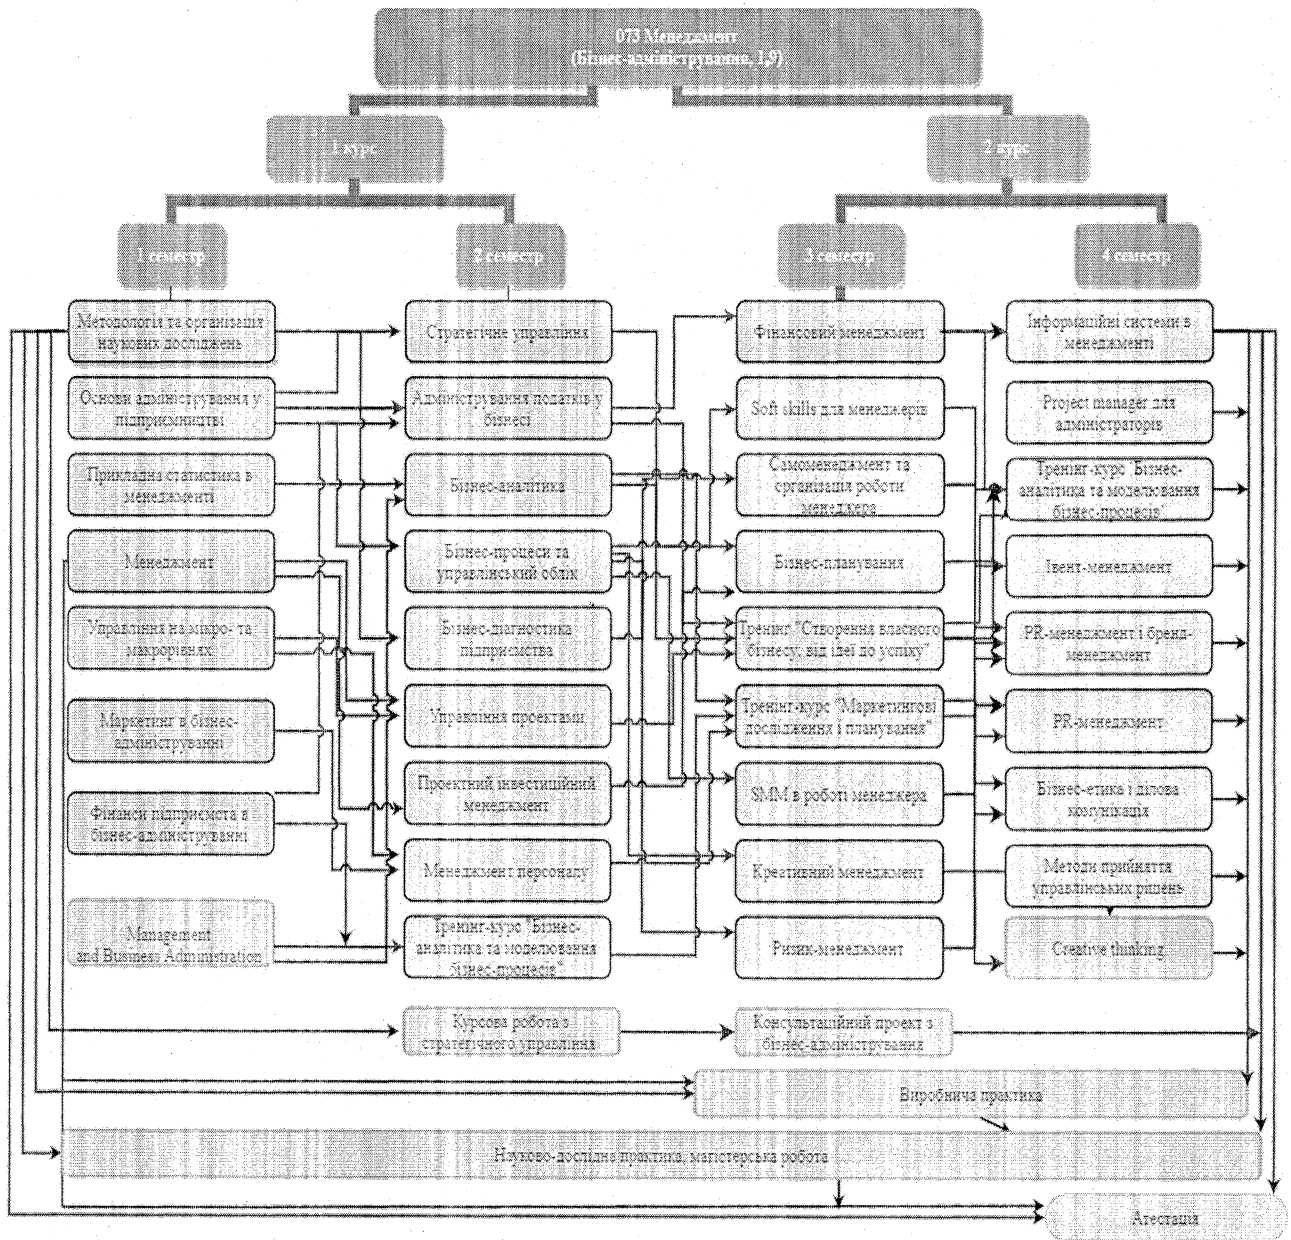 073 Менеджмент
(Бізнес-адміністрування, 1,9)
1 курс
2 курс
1 семестр
2 семестр
3 семестр
4 семестр
Методологія та організація
наукових досліджень
Основи адміністрування у
підприємництві
Прикладна статистика в
менеджменті
Менеджмент
Управління на мікро- та
макрорівнях
Маркетинг в бізнес-
адмініструванні
Фінанси підприємств в
бізнес-адмініструванні
Management
and Business Administration
Стратегічне управління
Адміністрування податків у
бізнесі
Бізнес-аналітика
Бізнес-процеси та
управлінський облік
Бізнес-діагностика
підприємства
Управління проектами
Проектний інвестиційний
менеджмент
Менеджмент персоналу
Тренінг-курс "Бізнес-
аналітика та моделювання
бізнес-процесів"
Фінансовий менеджмент
Soft skills для менеджерів
Самоменеджмент та
організація роботи
менеджера
Бізнес-планування
Тренінг "Створення власного
бізнесу: від ідеї до успіху"
Тренінг-курс "Маркетингові
дослідження і планування"
SMM в роботі менеджера
Креативний менеджмент
Ризик-менеджмент
Інформаційні системи в
менеджменті
Project manager для
адміністраторів
Тренінг-курс "Бізнес-
аналітика та моделювання
бізнес-процесів"
Івент-менеджмент
PR-менеджмент і бренд-
менеджмент
PR-менеджмент
Бізнес-етика і ділова
комунікація
Методи прийняття
управлінських рішень
Creative thinking
Курсова робота з
стратегічного управління
Консультаційний проект з
бізнес-адміністрування
Виробнича практика
Науково-дослідна практика, магістерська робота
Атестація